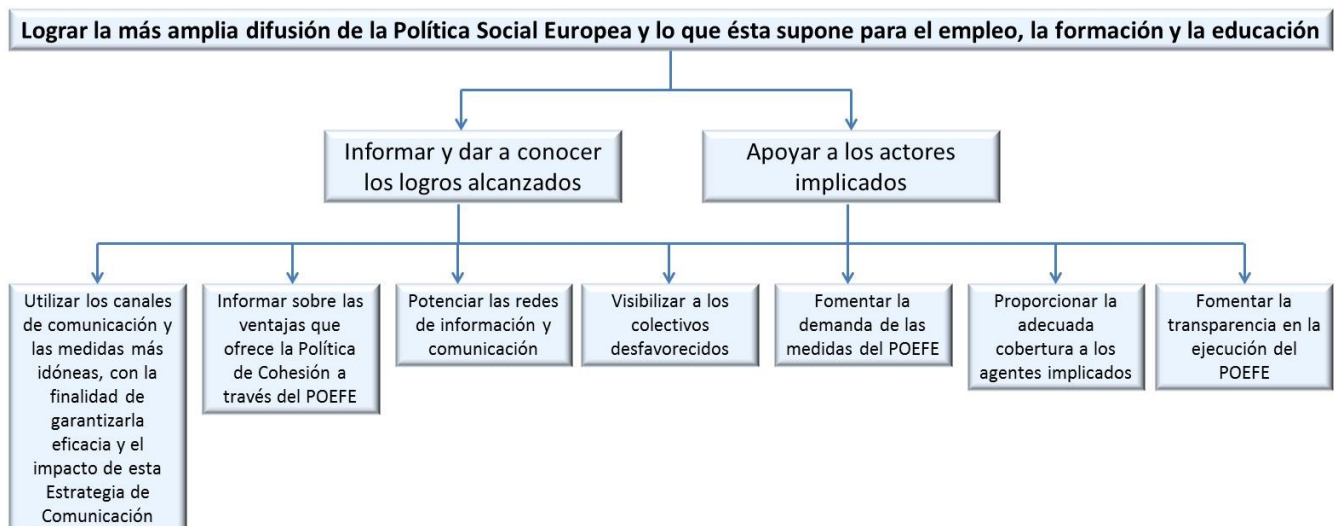 Lograr la más amplia difusión de la Política Social Europea y lo que ésta supone para el empleo, la formación y la educación
Informar y dar a conocer
los logros alcanzados
Apoyar a los actores
implicados
Utilizar los canales
de comunicación y
las medidas más
idóneas, con la
finalidad de
garantizarla
eficacia y el
impacto de esta
Estrategia de
Comunicación
Informar sobre las
ventajas que
ofrece la Política
de Cohesión a
través del POEFE
Potenciar las redes
de información y
comunicación
Visibilizar a los
colectivos
desfavorecidos
Fomentar la
demanda de las
medidas del POEFE
Proporcionar la
adecuada
cobertura a los
agentes implicados
Fomentar la
transparencia en la
ejecución del
POEFE